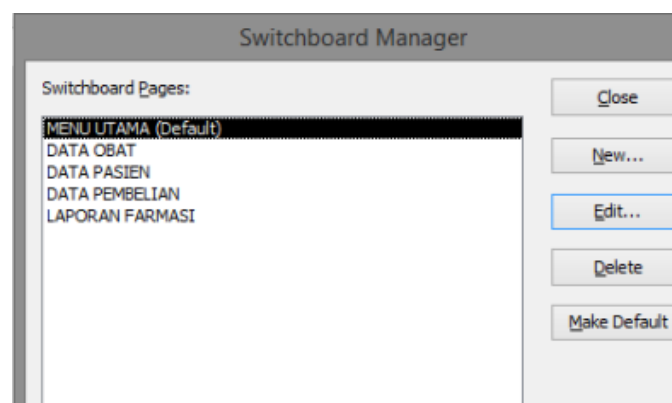 Switchboard Manager
Switchboard Pages:
MENU UTAMA (Default)
DATA OBAT
DATA PASIEN
DATA PEMBELIAN
LAPORAN FARMASI
Close
New...
Edit...
Delete
Make Default